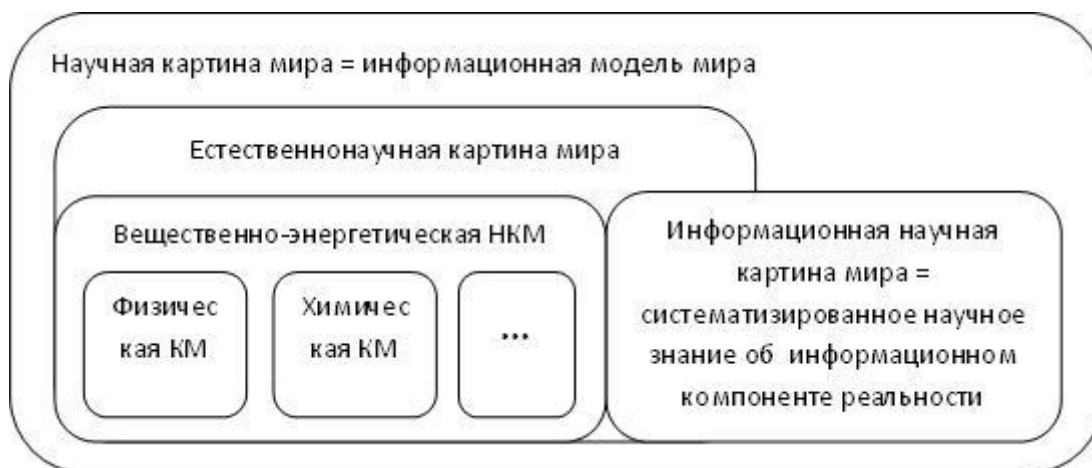 Научная картина мира = информационная модель мира
Естественнонаучная картина мира
Вещественно-энергетическая НКМ
Физичес
кая КМ
Химичес
кая КМ
...
Информационная научная
картина мира =
систематизированное научное
знание об информационном
компоненте реальности